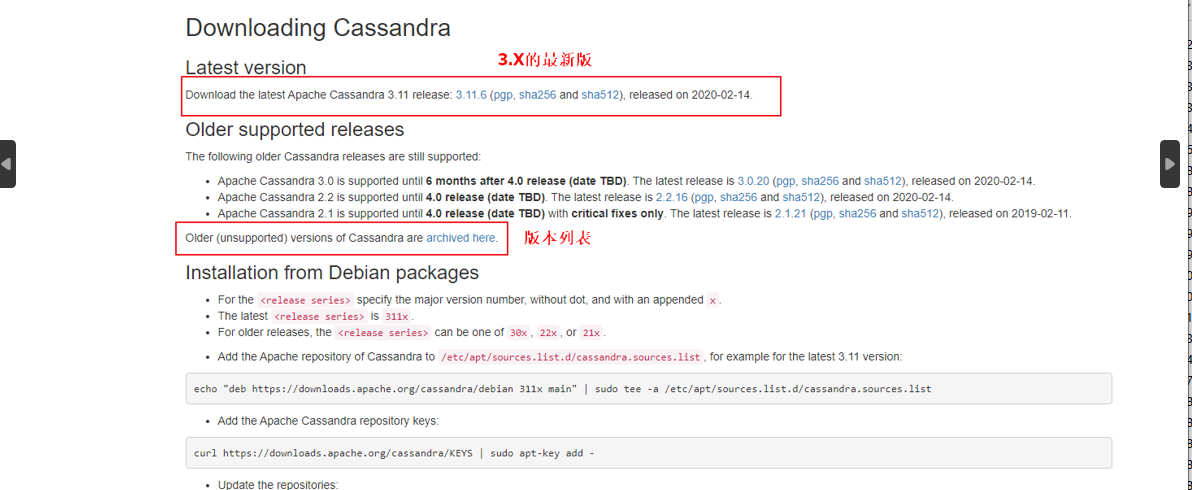 Downloading Cassandra
3.X的最新版
Latest version
Download the latest Apache Cassandra 3.11 release: 3.11.6 (pgp, sha256 and sha512), released on 2020-02-14.
Older supported releases
The following older Cassandra releases are still supported:
• Apache Cassandra 3.0 is supported until 6 months after 4.0 release (date TBD). The latest release is 3.0.20 (pgp, sha256 and sha512), released on 2020-02-14.
• Apache Cassandra 2.2 is supported until 4.0 release (date TBD). The latest release is 2.2.16 (pgp, sha256 and sha512), released on 2020-02-14.
• Apache Cassandra 2.1 is supported until 4.0 release (date TBD) with critical fixes only. The latest release is 2.1.21 (pgp, sha256 and sha512), released on 2019-02-11.
Older (unsupported) versions of Cassandra are archived here. 版本列表
Installation from Debian packages
• For the <release series> specify the major version number, without dot, and with an appended x.
• The latest <release series> is 311x.
• For older releases, the <release series> can be one of 30x, 22x, or 21x.
• Add the Apache repository of Cassandra to /etc/apt/sources.list.d/cassandra.sources.list, for example for the latest 3.11 version:
echo "deb https://downloads.apache.org/cassandra/debian 311x main" | sudo tee -a /etc/apt/sources.list.d/cassandra.sources.list
• Add the Apache Cassandra repository keys:
curl https://downloads.apache.org/cassandra/KEYS | sudo apt-key add -
• Update the repositories: